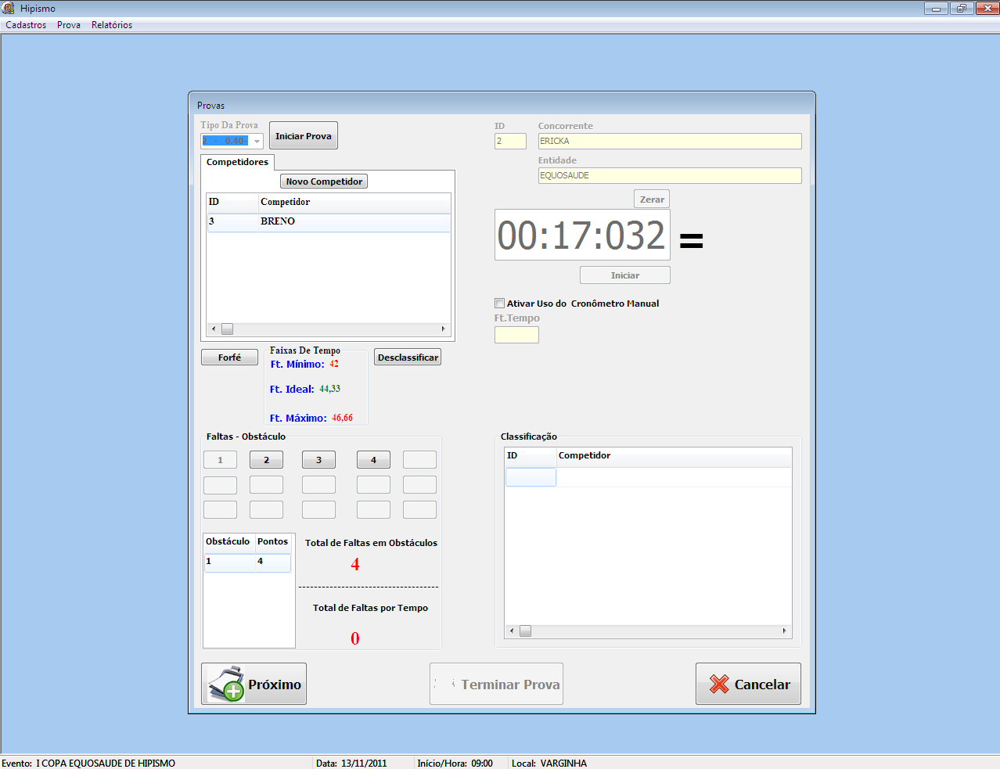 Hipismo
Cadastros Prova Relatórios
Provas
Tipo Da Prova
2 - 0.40-
Iniciar Prova
ID Concorrente
2 ERICKA
Entidade
EQUOSAUDE
Competidores
Novo Competidor
ID Competidor
3 BRENO
Zerar
00:17:032 =
Iniciar
Ativar Uso do Cronômetro Manual
Ft.Tempo
Forfé
Faixas De Tempo
Ft. Mínimo: 42
Ft. Ideal: 44,33
Ft. Máximo: 46,66
Desclassificar
Faltas - Obstáculo
1 2 3 4
Obstáculo Pontos
1 4
Total de Faltas em Obstáculos
4
Total de Faltas por Tempo
0
Classificação
ID Competidor
Próximo
Terminar Prova
Cancelar
Evento: I COPA EQUOSAUDE DE HIPISMO Data: 13/11/2011 Início/Hora: 09:00 Local: VARGINHA